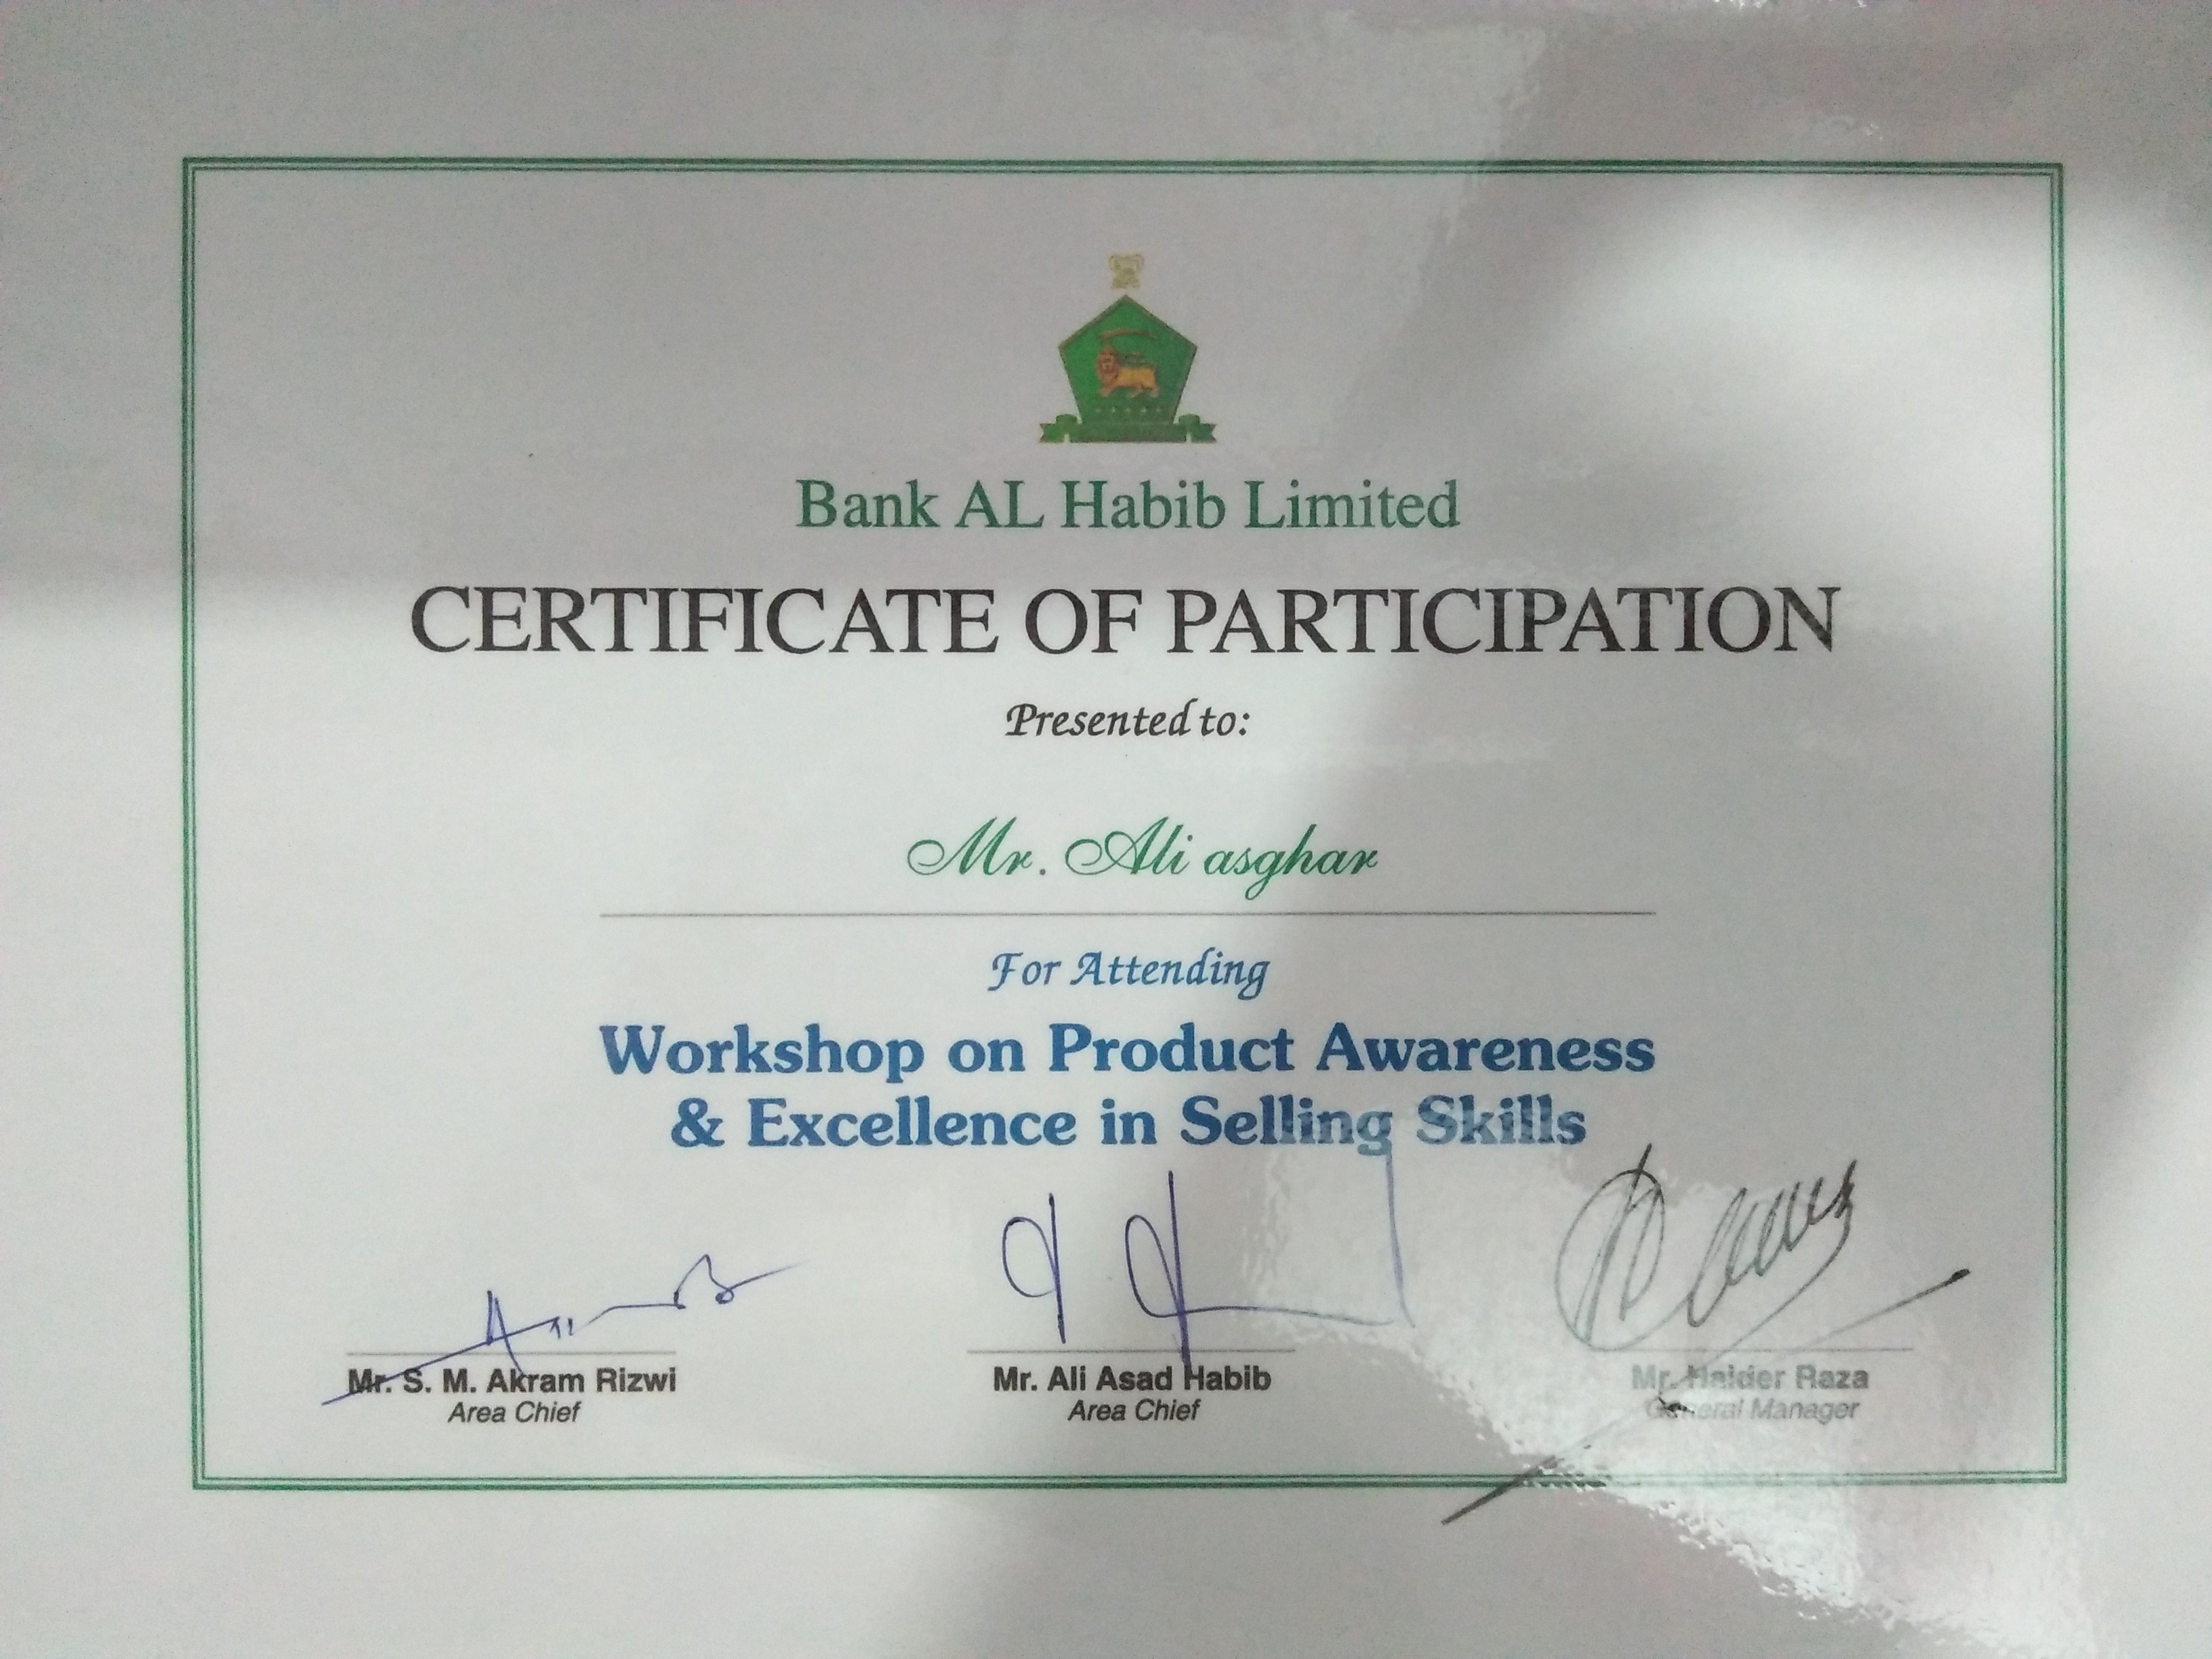 Bank AL Habib Limited
CERTIFICATE OF PARTICIPATION
Presented to:
Mr. Ali asghar
For Attending
Workshop on Product Awareness
& Excellence in Selling Skills
Mr. S. M. Akram Rizwi
Area Chief
Mr. Ali Asad Habib
Area Chief
Mr. Haider Raza
General Manager